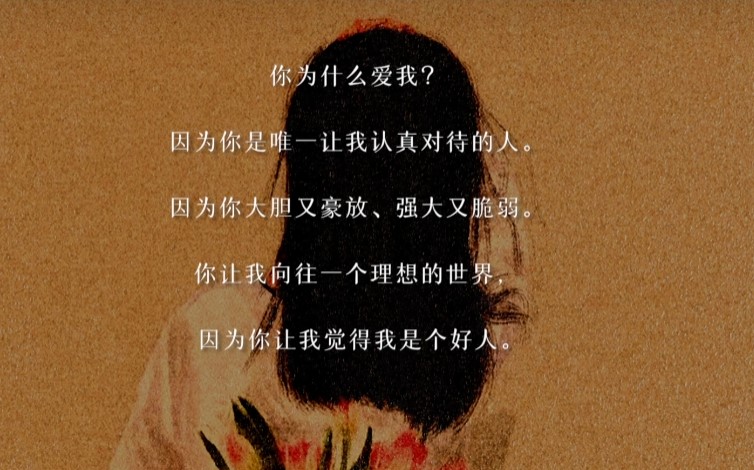 你为什么爱我？
因为你是唯一让我认真对待的人。
因为你大胆又豪放、强大又脆弱。
你让我向往一个理想的世界，
因为你让我觉得我是个好人。